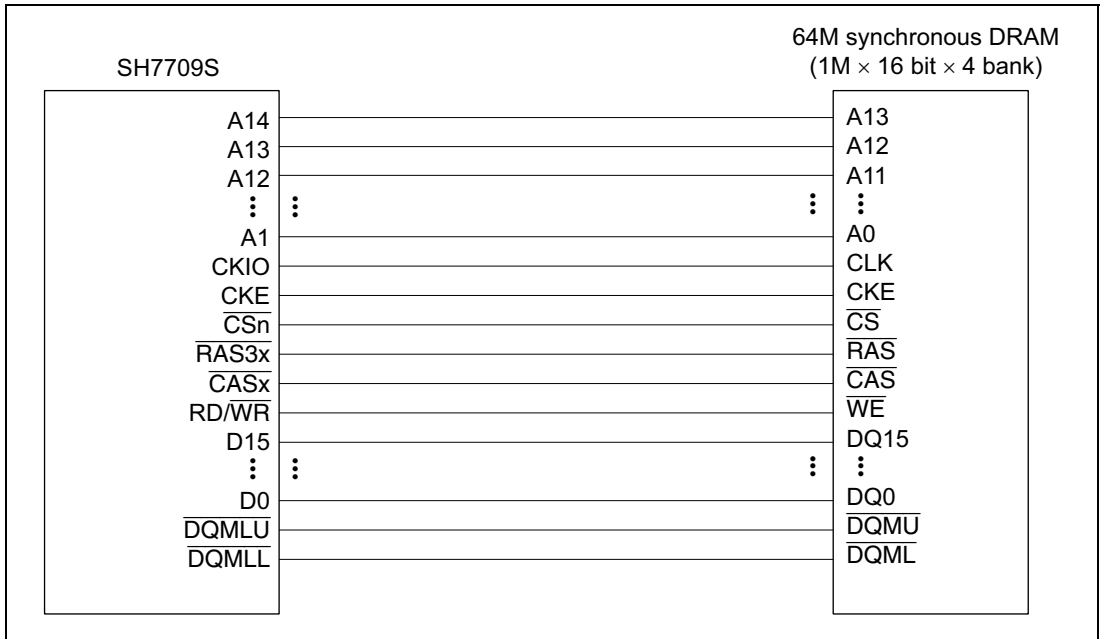 64M synchronous DRAM
(1M × 16 bit × 4 bank)
SH7709S
A14 A13
A13 A12
A12 A11
A1 A0
CKIO CLK
CKE CKE
CSn CS
RAS3x RAS
CASx CAS
RD/WR WE
D15 DQ15
D0 DQ0
DQMLU DQMU
DQMLL DQML